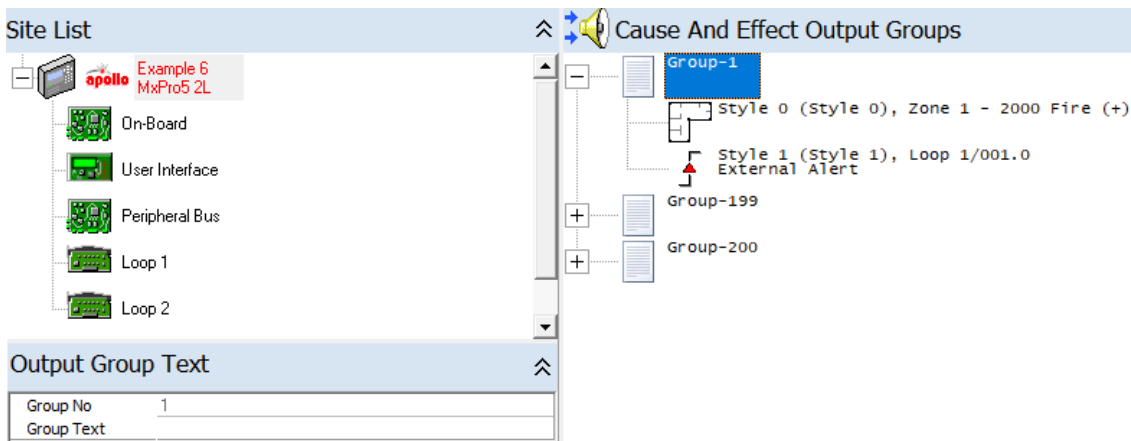 Site List
apollo
Example 6
MxPro5 2L
On-Board
User Interface
Peripheral Bus
Loop 1
Loop 2
Output Group Text
Group No 1
Group Text
Cause And Effect Output Groups
Group-1
Style 0 (Style 0), Zone 1 - 2000 Fire (+)
Style 1 (Style 1), Loop 1/001.0
External Alert
Group-199
Group-200